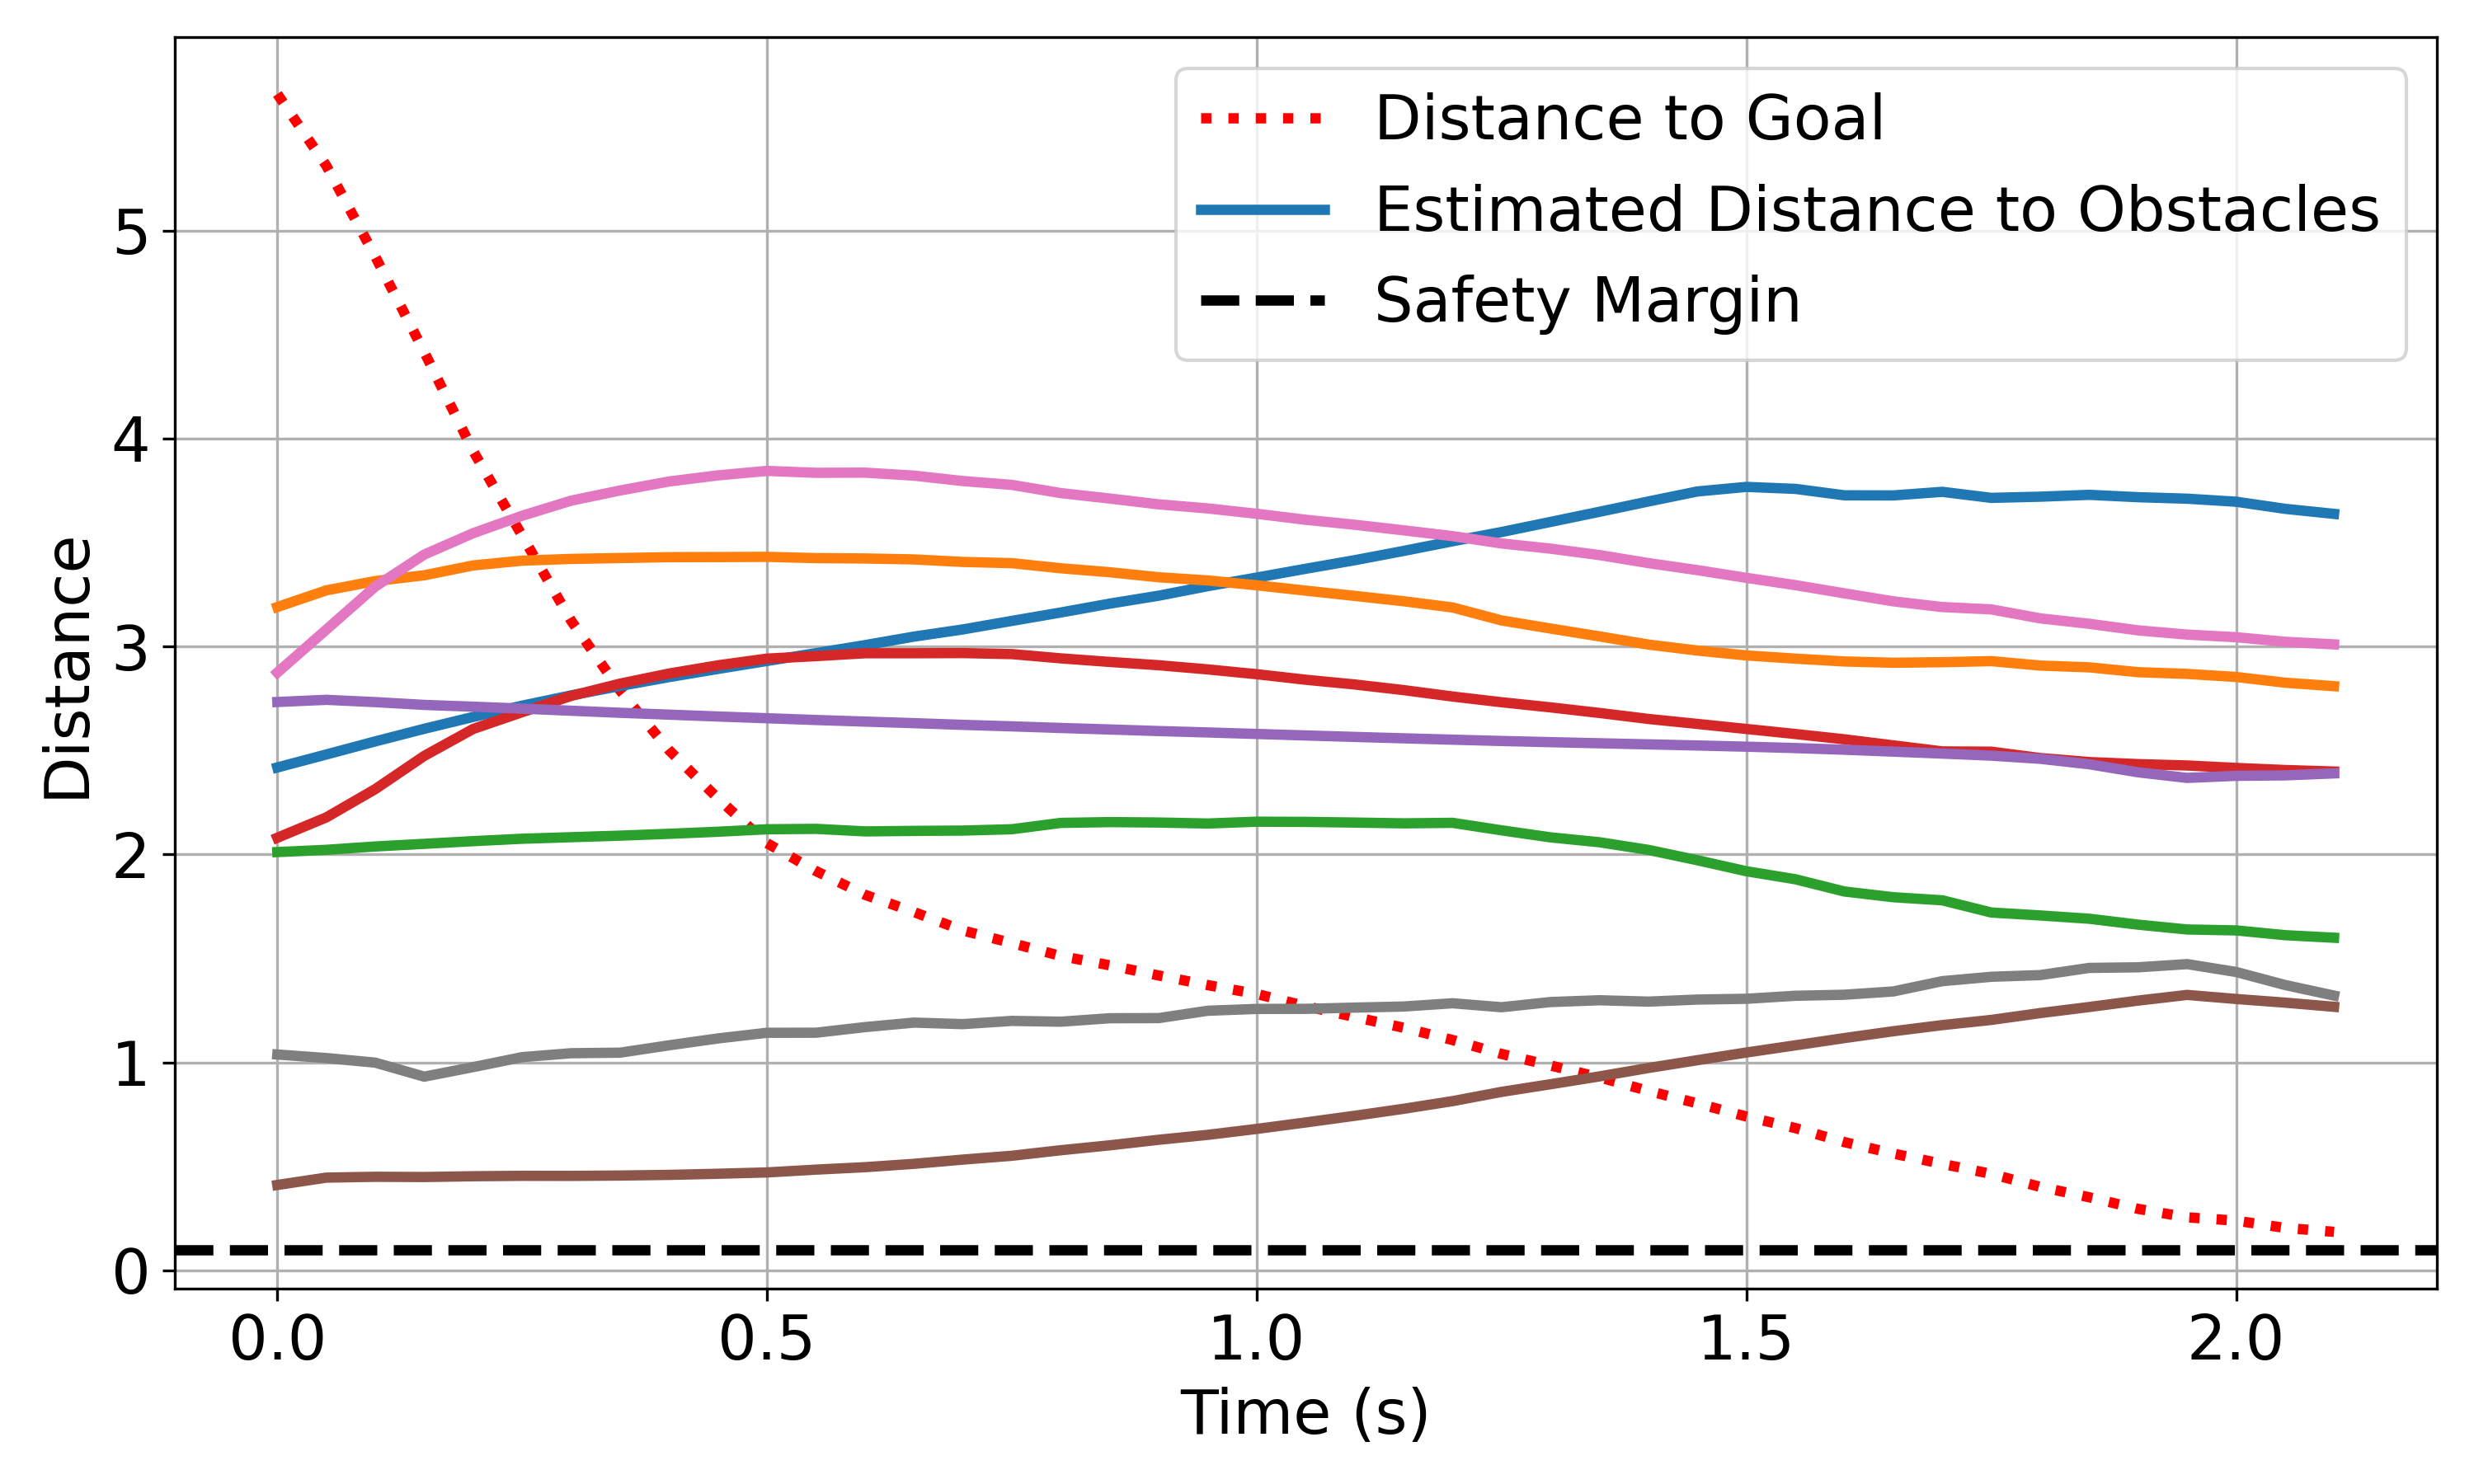 Distance to Goal
Estimated Distance to Obstacles
Safety Margin
5
4
3
2
1
0
Distance
0.0 0.5 1.0 1.5 2.0
Time (s)